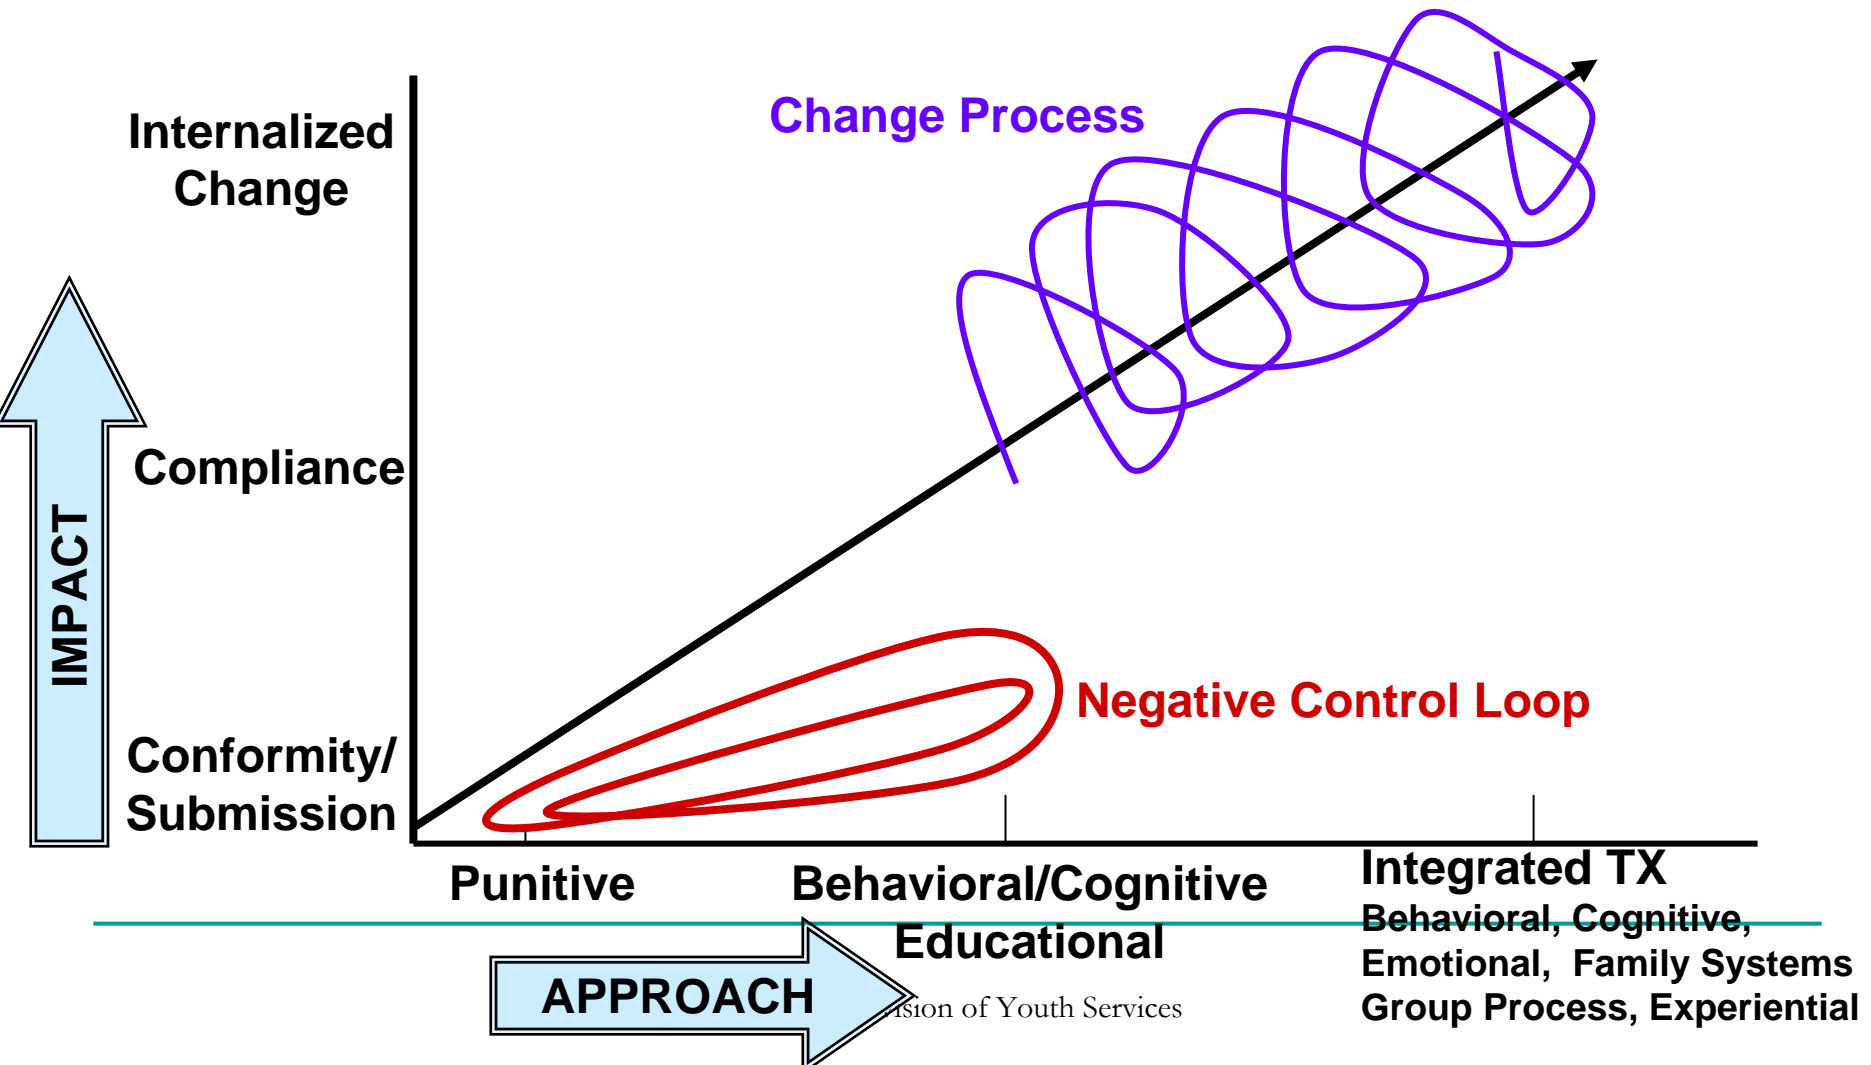 Change Process
Internalized
Change
Compliance
IMPACT
Negative Control Loop
Conformity/
Submission
Punitive
Behavioral/Cognitive
Educational
Integrated TX
Behavioral, Cognitive,
Emotional, Family Systems
Group Process, Experiential
APPROACH
of Youth Services